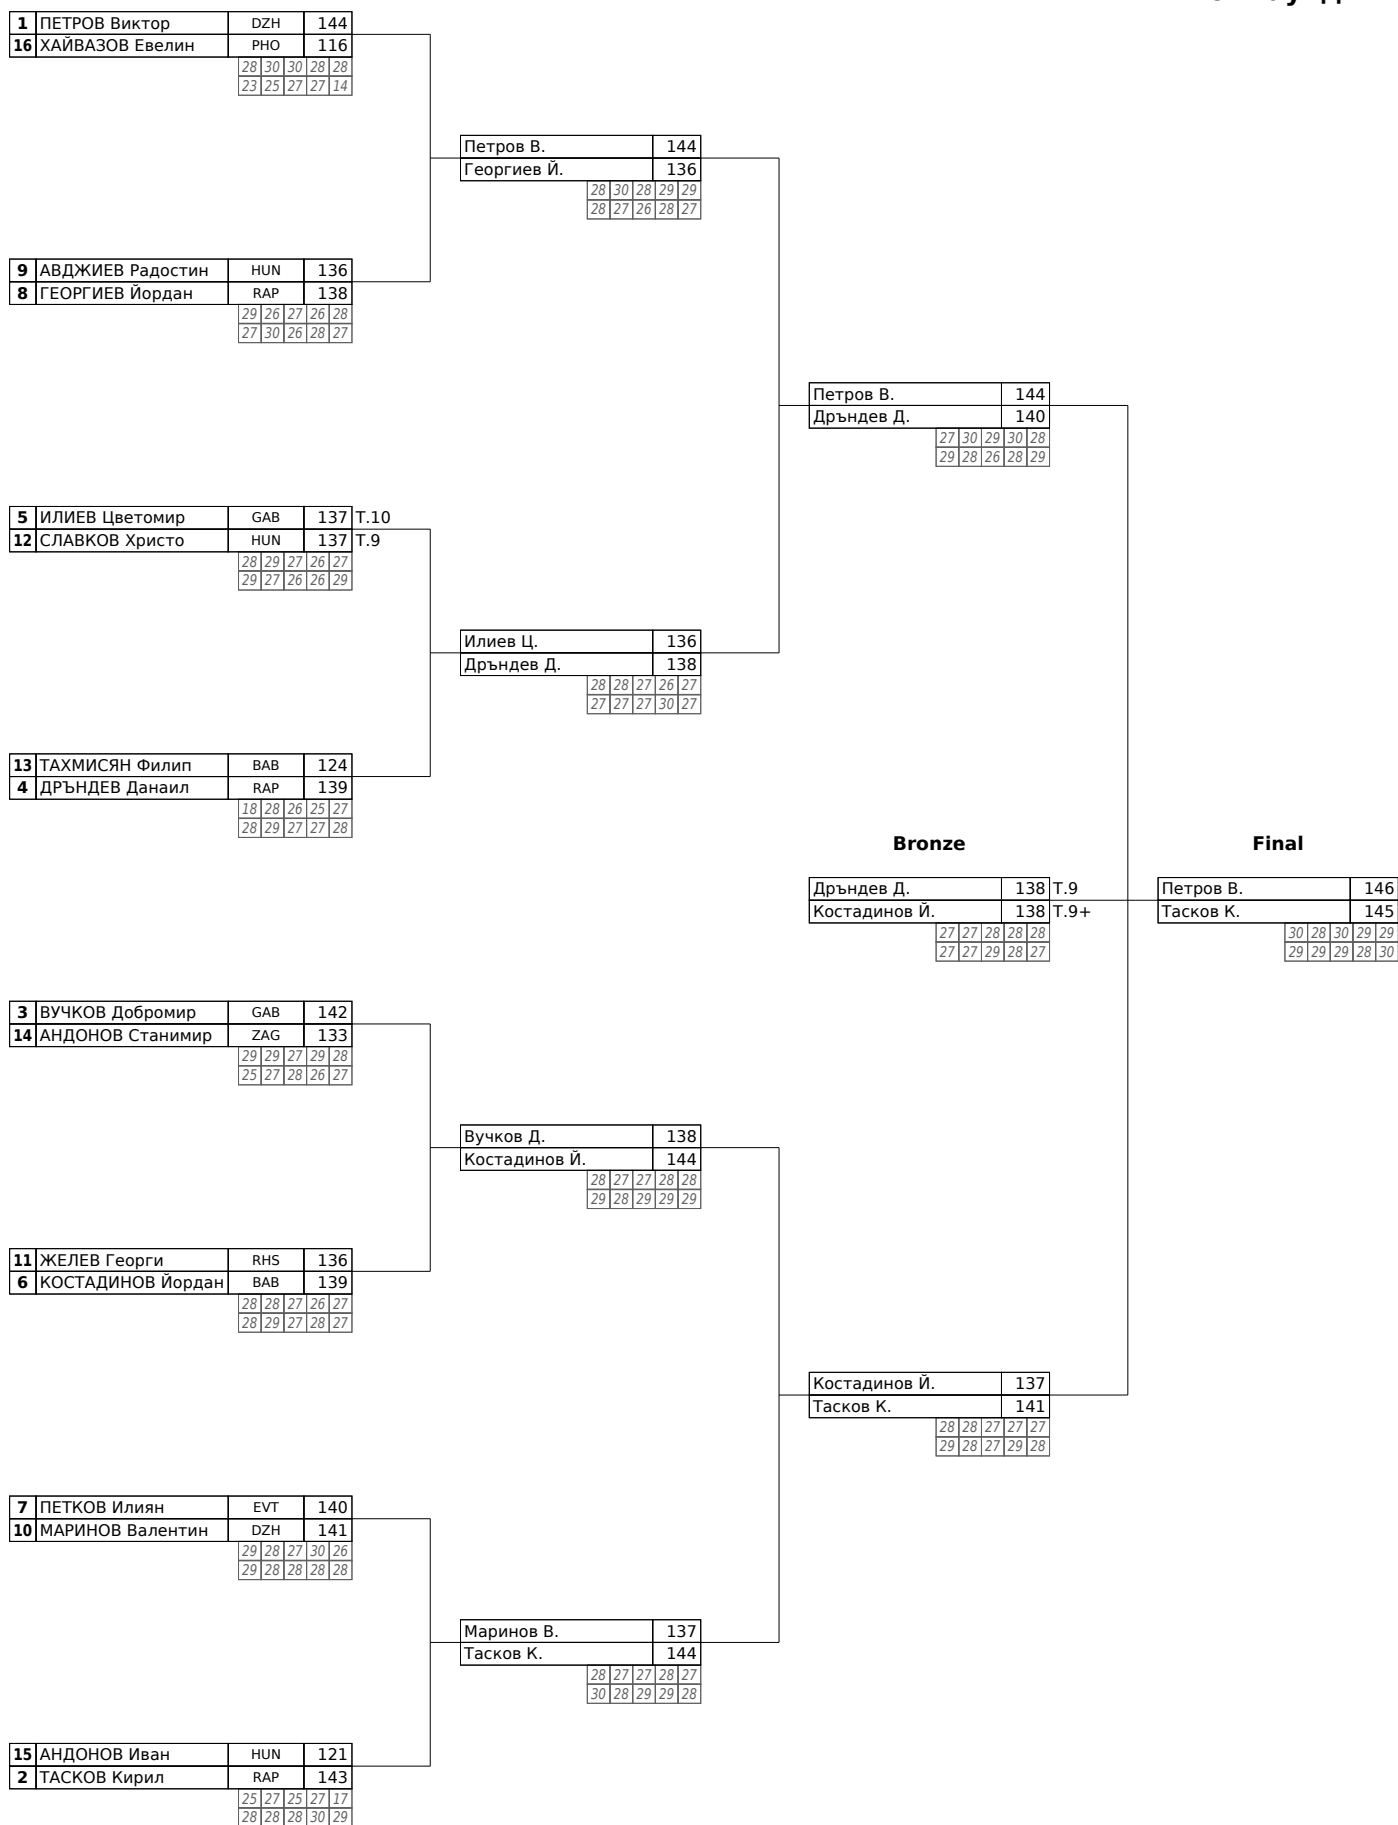 1 ПЕТРОВ Виктор DZH 144
16 ХАЙВАЗОВ Евелин PHO 116
28 30 30 28 28
23 25 27 27 14
Петров В. 144
Георгиев Й. 136
28 30 28 29 29
28 27 26 28 27
9 АВДЖИЕВ Радостин HUN 136
8 ГЕОРГИЕВ Йордан RAP 138
29 26 27 26 28
27 30 26 28 27
Петров В. 144
Дръндев Д. 140
27 30 29 30 28
29 28 26 28 29
5 ИЛИЕВ Цветомир GAB 137 T.10
12 СЛАВКОВ Христо HUN 137 T.9
28 29 27 26 27
29 27 26 26 29
Илиев Ц. 136
Дръндев Д. 138
28 28 27 26 27
27 27 27 30 27
13 ТАХМИСЯН Филип BAB 124
4 ДРЪНДЕВ Данаил RAP 139
18 28 26 25 27
28 29 27 27 28
Bronze Final
Дръндев Д. 138 T.9 Петров В. 146
Костадинов Й. 138 T.9+ Тасков К. 145
27 27 28 28 28 30 28 30 29 29
27 27 29 28 27 29 29 29 28 30
3 ВУЧКОВ Добромир GAB 142
14 АНДОНОВ Станимир ZAG 133
29 29 27 29 28
25 27 28 26 27
Вучков Д. 138
Костадинов Й. 144
28 27 27 28 28
29 28 29 29 29
11 ЖЕЛЕВ Георги RHS 136
6 КОСТАДИНОВ Йордан BAB 139
28 28 27 26 27
28 29 27 28 27
Костадинов Й. 137
Тасков К. 141
28 28 27 27 27
29 28 27 29 28
7 ПЕТКОВ Илиян EVT 140
10 МАРИНОВ Валентин DZH 141
29 28 27 30 26
29 28 28 28 28
Маринов В. 137
Тасков К. 144
28 27 27 28 27
30 28 29 29 28
15 АНДОНОВ Иван HUN 121
2 ТАСКОВ Кирил RAP 143
25 27 25 27 17
28 28 28 30 29